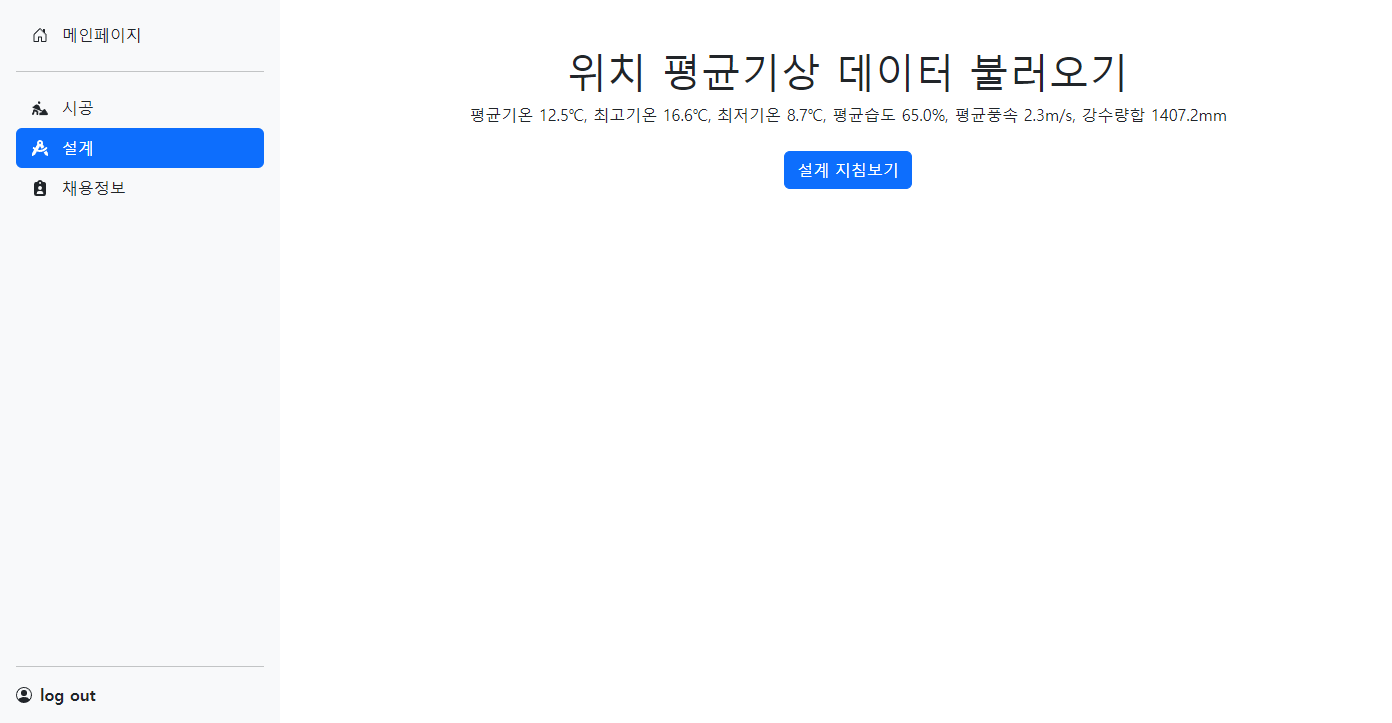 메인페이지
시공
설계
채용정보
log out
위치 평균기상 데이터 불러오기
평균기온 12.5℃, 최고기온 16.6℃, 최저기온 8.7℃, 평균습도 65.0%, 평균풍속 2.3m/s, 강수량합 1407.2mm
설계 지침보기